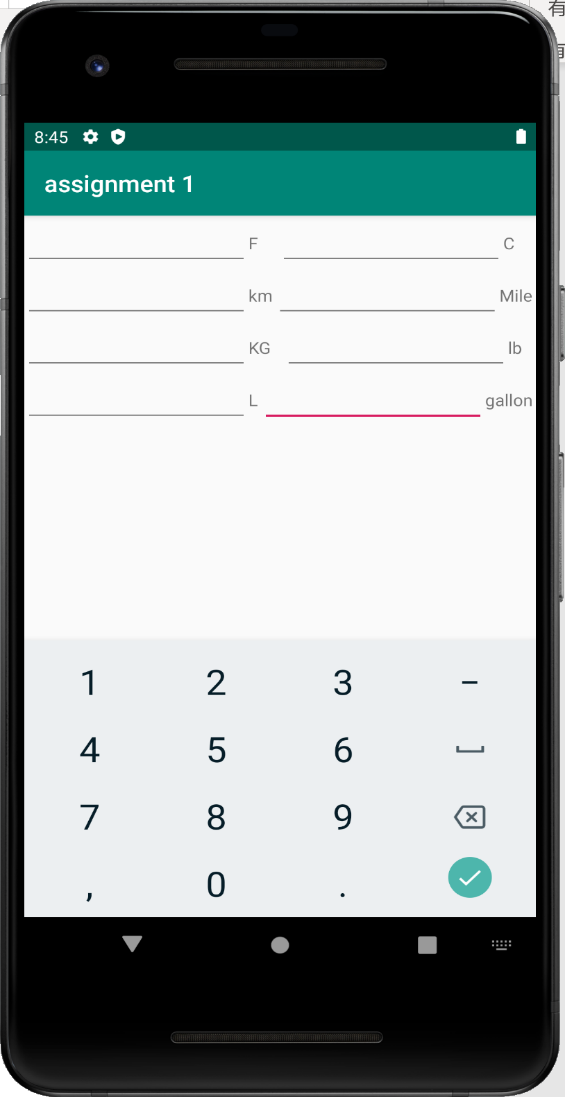 有
8:45
assignment 1
F C
km Mile
KG lb
L gallon
1 2 3 -
4 5 6
7 8 9
, 0 .